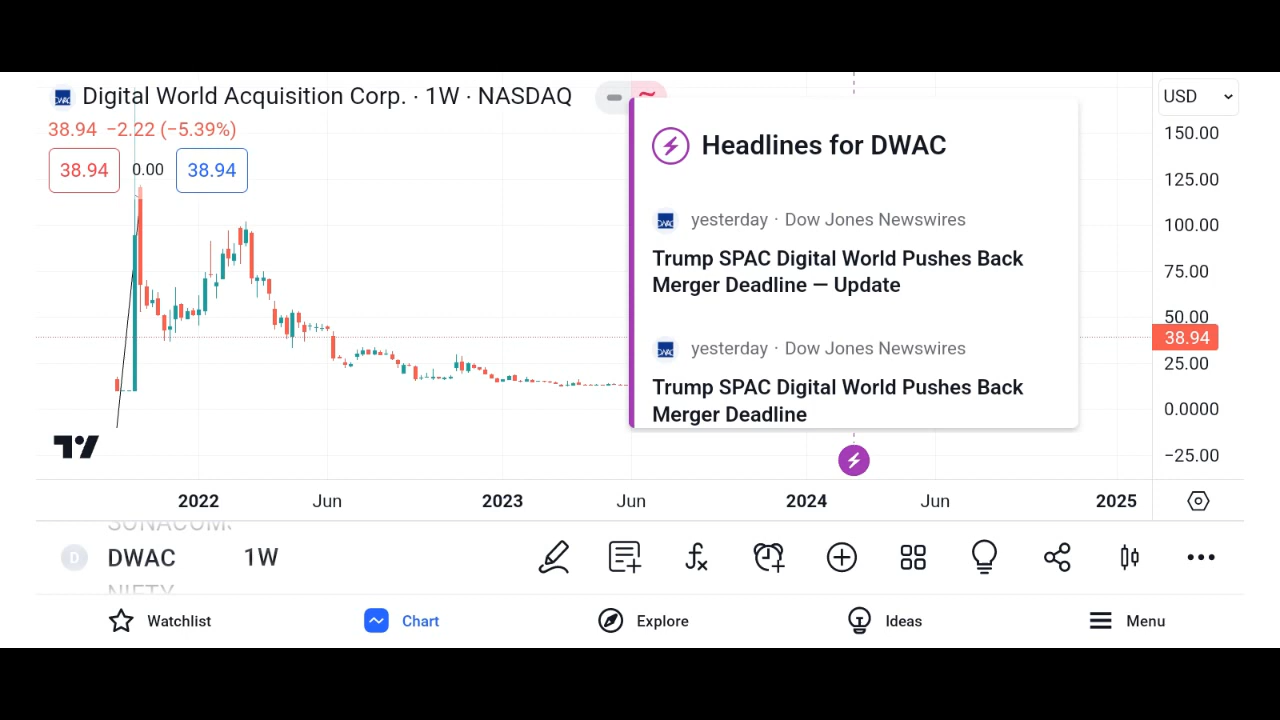 Digital World Acquisition Corp. · 1W · NASDAQ
38.94 −2.22 (−5.39%)
38.94 0.00 38.94
Headlines for DWAC
yesterday · Dow Jones Newswires
Trump SPAC Digital World Pushes Back
Merger Deadline — Update
yesterday · Dow Jones Newswires
Trump SPAC Digital World Pushes Back
Merger Deadline
USD
150.00
125.00
100.00
75.00
50.00
38.94
25.00
0.0000
−25.00
2022 Jun 2023 Jun 2024 Jun 2025
SONACOMS
D DWAC 1W
NIFTY
Watchlist Chart Explore Ideas Menu